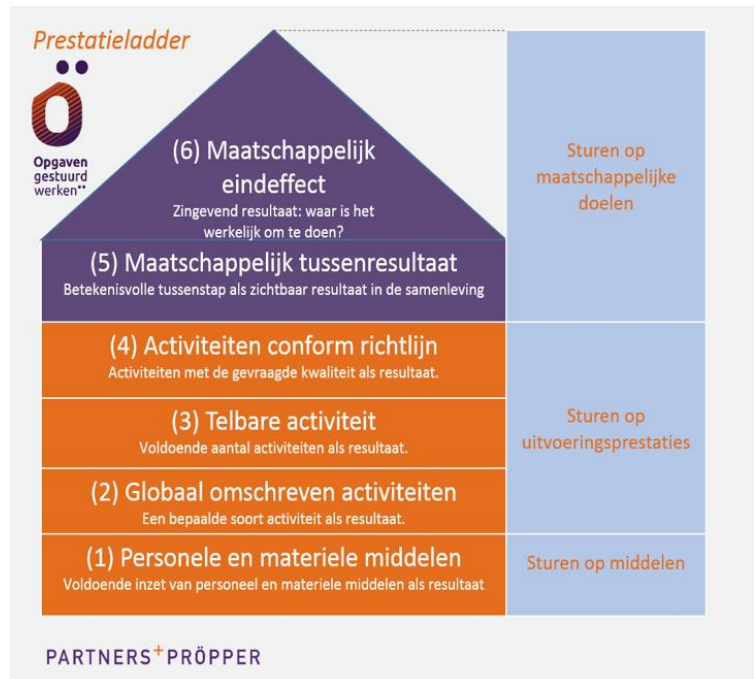 Prestatieladder
Ö
Opgaven
gestuurd
werken¨
(6) Maatschappelijk
eindeffect
Zingevend resultaat: waar is het
werkelijk om te doen?
(5) Maatschappelijk tussenresultaat
Betekenisvolle tussenstap als zichtbaar resultaat in de samenleving
(4) Activiteiten conform richtlijn
Activiteiten met de gevraagde kwaliteit als resultaat.
(3) Telbare activiteit
Voldoende aantal activiteiten als resultaat.
(2) Globaal omschreven activiteiten
Een bepaalde soort activiteit als resultaat.
(1) Personele en materiele middelen
Voldoende inzet van personeel en materiele middelen als resultaat
Sturen op
maatschappelijke
doelen
Sturen op
uitvoeringsprestaties
Sturen op middelen
PARTNERS+PRÖPPER